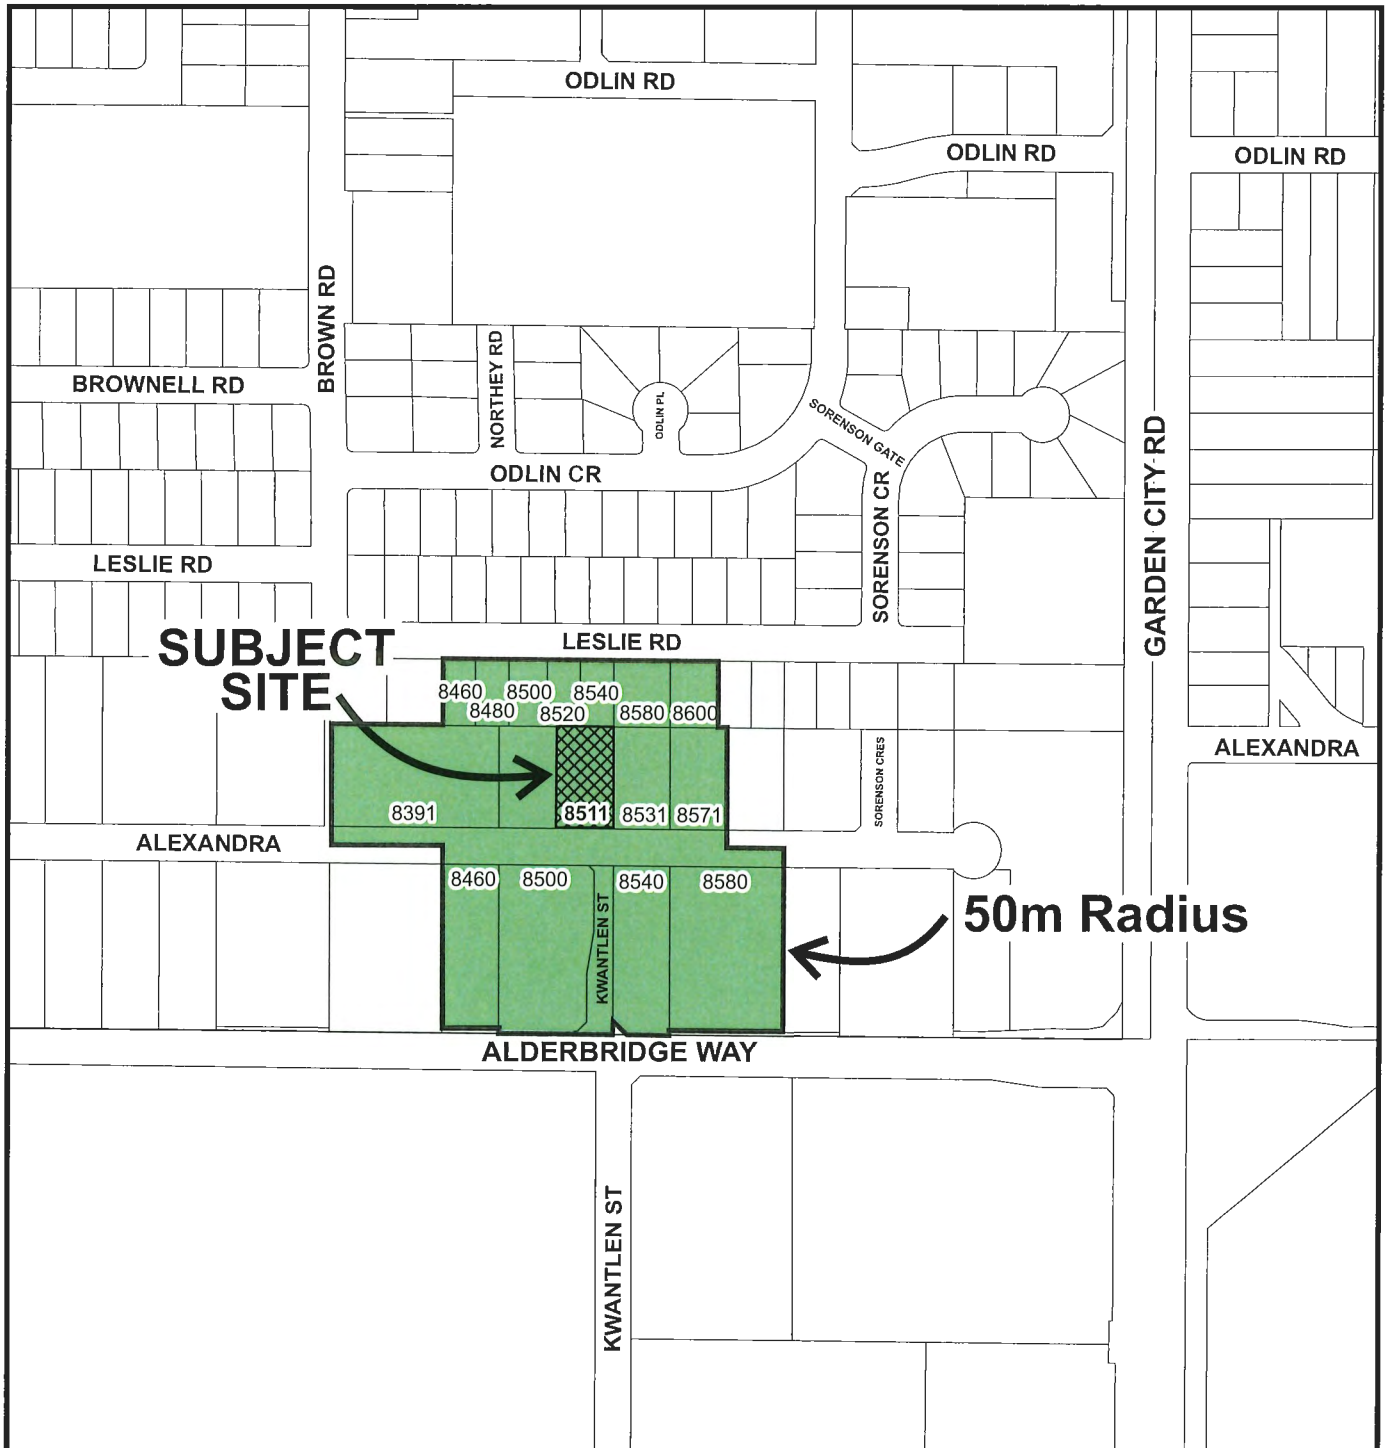 ODLIN RD
ODLIN RD
ODLIN RD
BROWN RD
BROWNELL RD
NORTHEY RD
ODLIN PL
SORENSON GATE
GARDEN CITY RD
ODLIN CR
SORENSON CR
LESLIE RD
LESLIE RD
SUBJECT
SITE
8460
8500
8540
8480
8520
8580
8600
SORENSON CRES
ALEXANDRA
8391
8511
8531
8571
ALEXANDRA
8460
8500
8540
8580
KWANTLEN ST
50m Radius
ALDERBRIDGE WAY
KWANTLEN ST